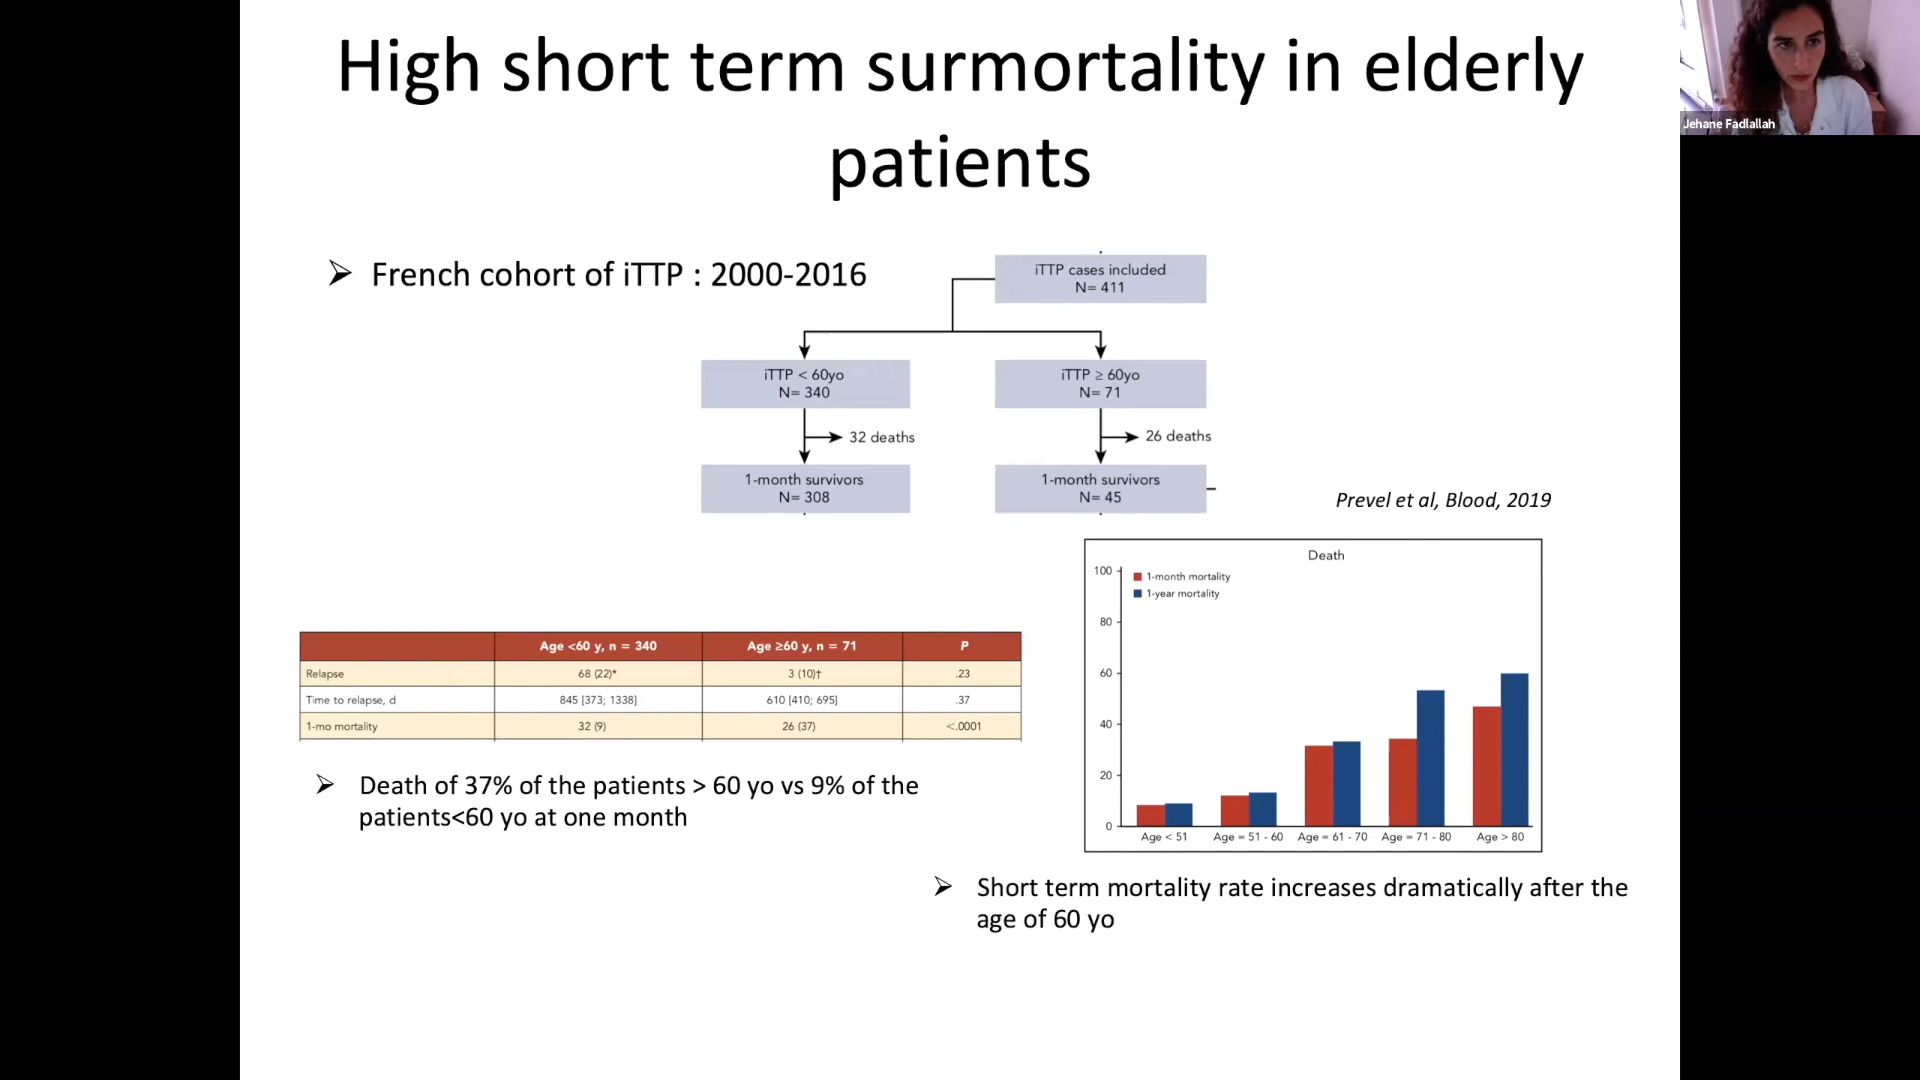 High short term surmortality in elderly
patients
Jehane Fadlallah
➢ French cohort of iTTP : 2000-2016
iTTP cases included
N= 411
iTTP < 60yo
N= 340
iTTP ≥ 60yo
N= 71
32 deaths
26 deaths
1-month survivors
N= 308
1-month survivors
N= 45
Prevel et al, Blood, 2019
Age <60 y, n = 340 Age ≥60 y, n = 71 P
Relapse 68 (22)* 3 (10)† .23
Time to relapse, d 845 [373; 1338] 610 [410; 695] .37
1-mo mortality 32 (9) 26 (37) <.0001
➢ Death of 37% of the patients > 60 yo vs 9% of the
patients<60 yo at one month
Death
1-month mortality
1-year mortality
100
80
60
40
20
0
Age < 51 Age = 51 - 60 Age = 61 - 70 Age = 71 - 80 Age > 80
➢ Short term mortality rate increases dramatically after the
age of 60 yo